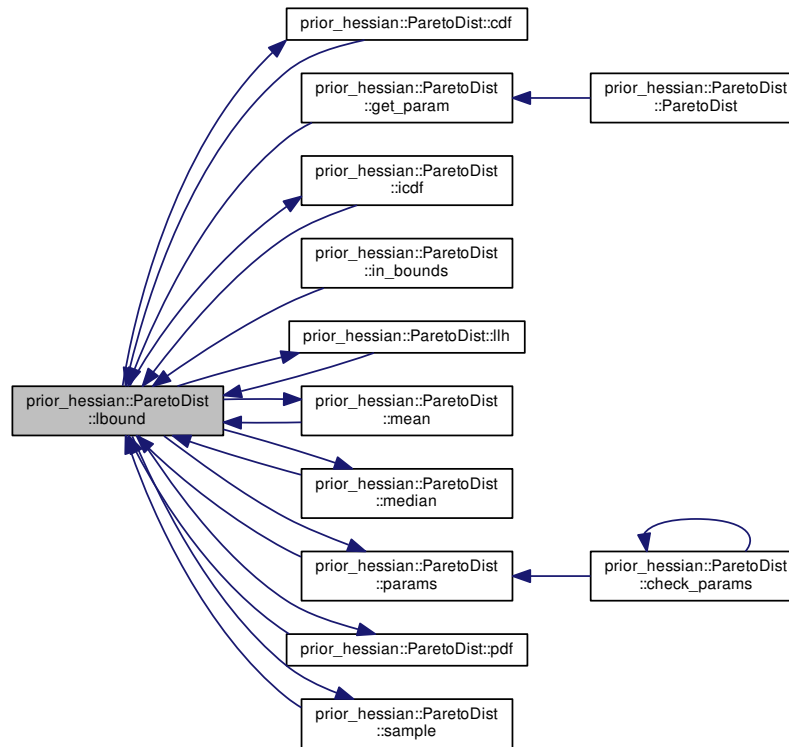 prior_hessian::ParetoDist::cdf
prior_hessian::ParetoDist
::get_param
prior_hessian::ParetoDist
::ParetoDist
prior_hessian::ParetoDist
::icdf
prior_hessian::ParetoDist
::in_bounds
prior_hessian::ParetoDist::llh
prior_hessian::ParetoDist
::lbound
prior_hessian::ParetoDist
::mean
prior_hessian::ParetoDist
::median
prior_hessian::ParetoDist
::params
prior_hessian::ParetoDist
::check_params
prior_hessian::ParetoDist::pdf
prior_hessian::ParetoDist
::sample